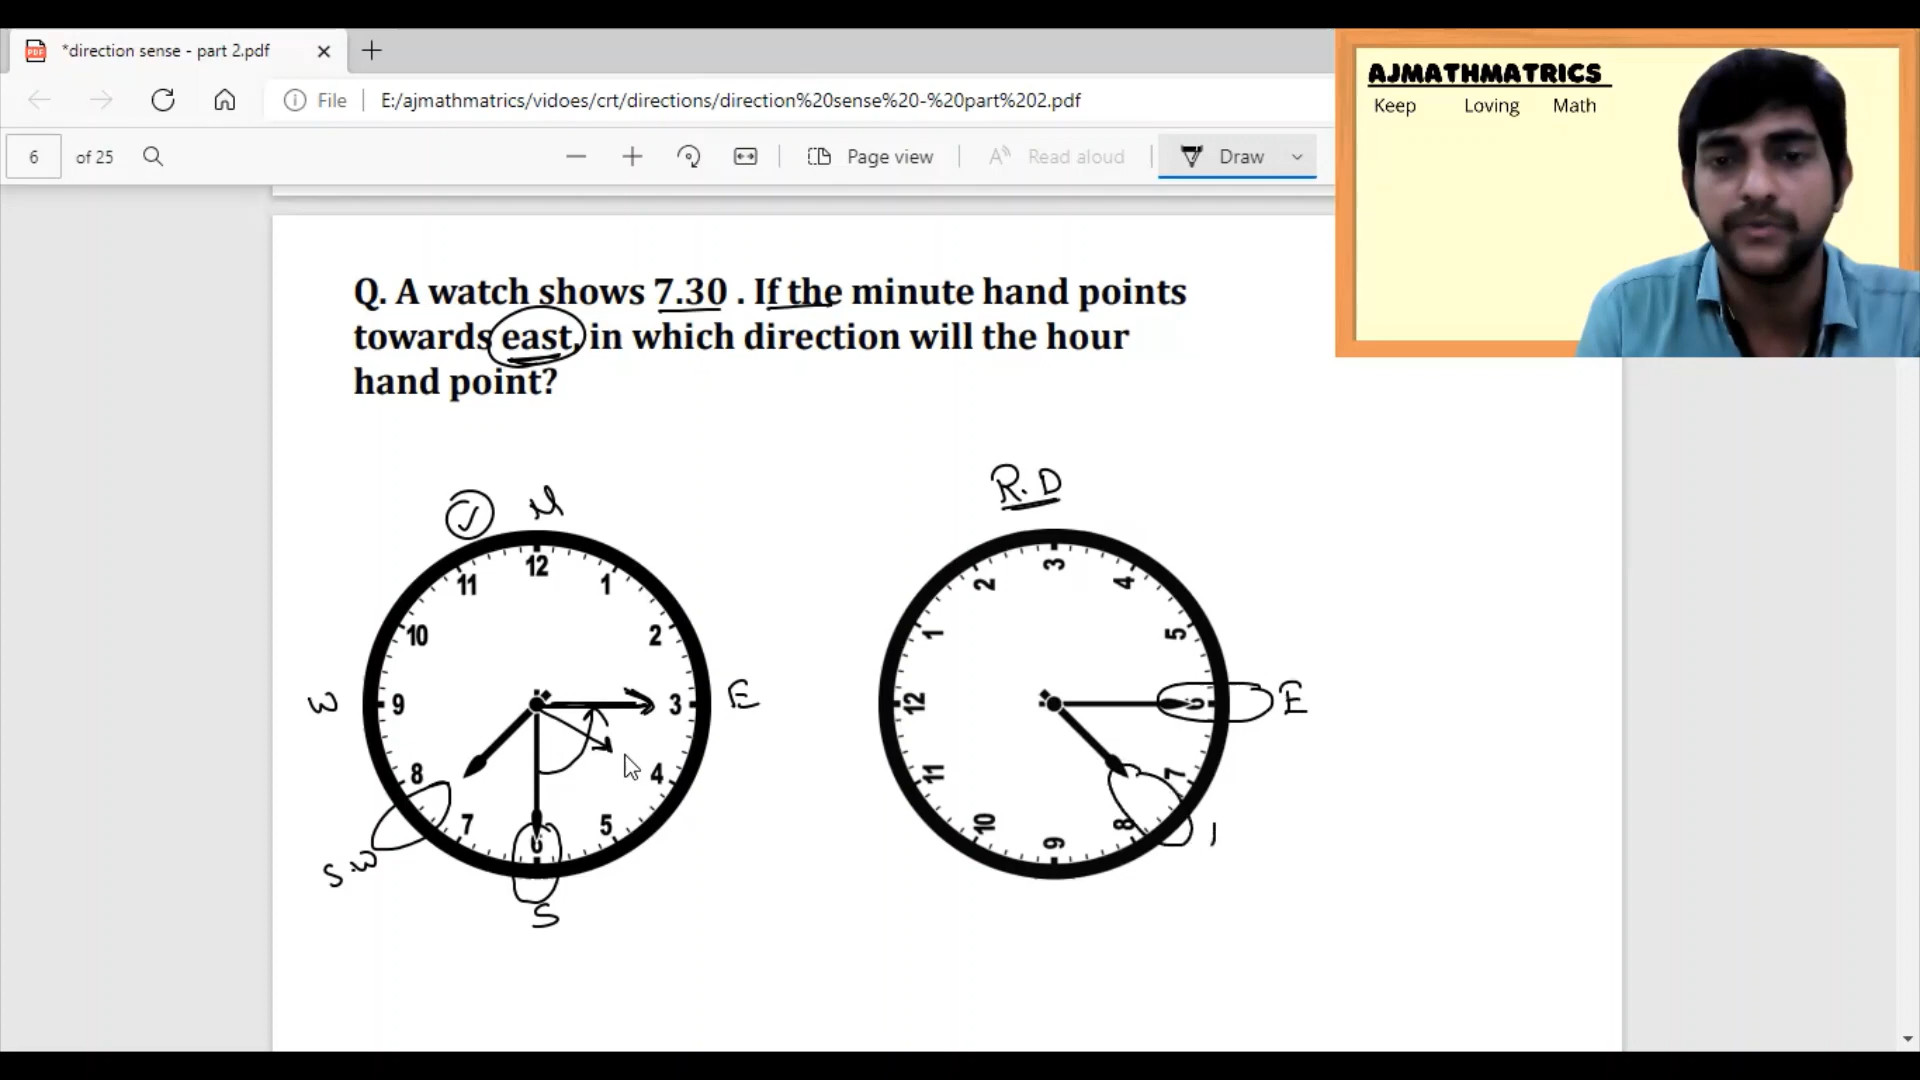 *direction sense - part 2.pdf
File
E:/ajmathmatrics/vidoes/crt/directions/direction%20sense%20-%20part%202.pdf
6
of 25
Page view
Read aloud
Draw
AJMATHMATRICS
Keep Loving Math
Q. A watch shows 7.30 . If the minute hand points
towards east, in which direction will the hour
hand point?
N
12
11
1
10
2
W
9
3
E
8
4
7
5
6
S.W
S
R.D
3
2
4
1
5
12
6
E
11
7
10
8
9